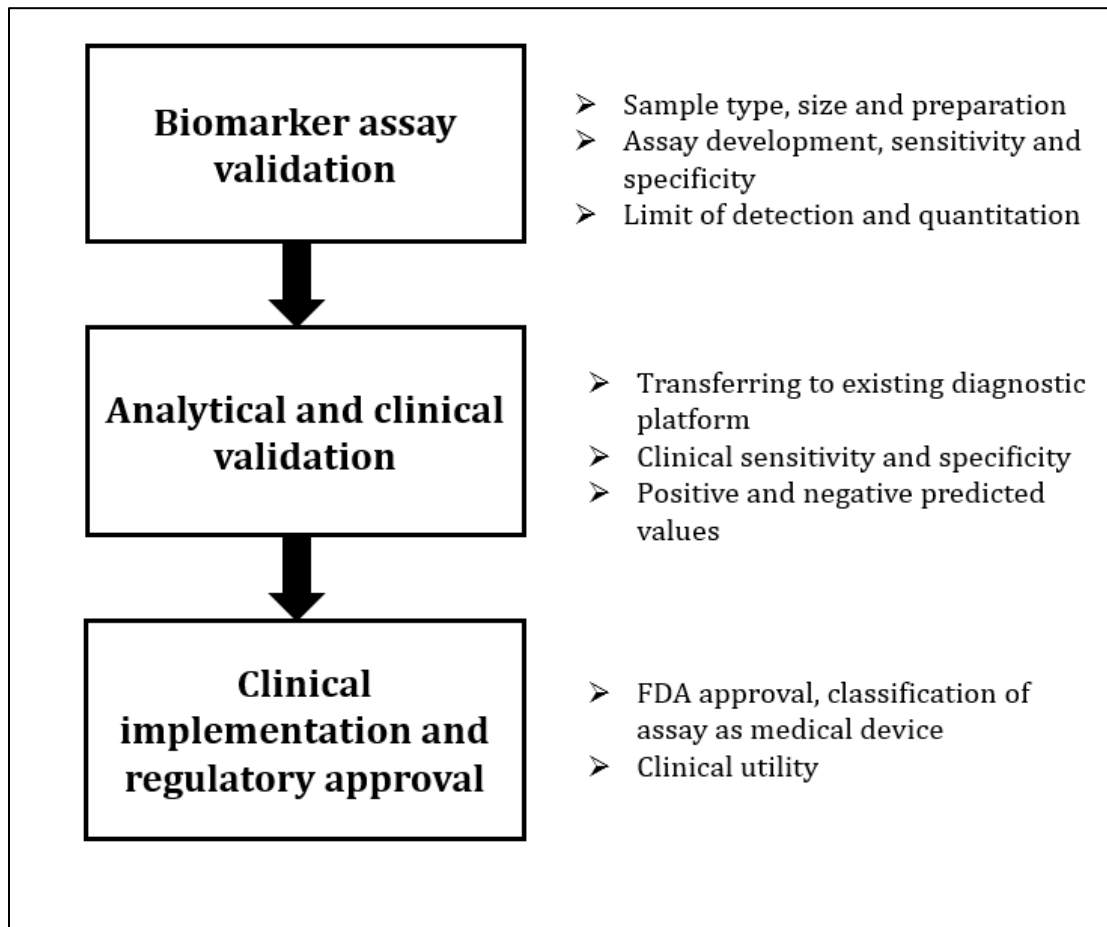 Biomarker assay
validation
➢ Sample type, size and preparation
➢ Assay development, sensitivity and
specificity
➢ Limit of detection and quantitation
Analytical and clinical
validation
➢ Transferring to existing diagnostic
platform
➢ Clinical sensitivity and specificity
➢ Positive and negative predicted
values
Clinical
implementation and
regulatory approval
➢ FDA approval, classification of
assay as medical device
➢ Clinical utility